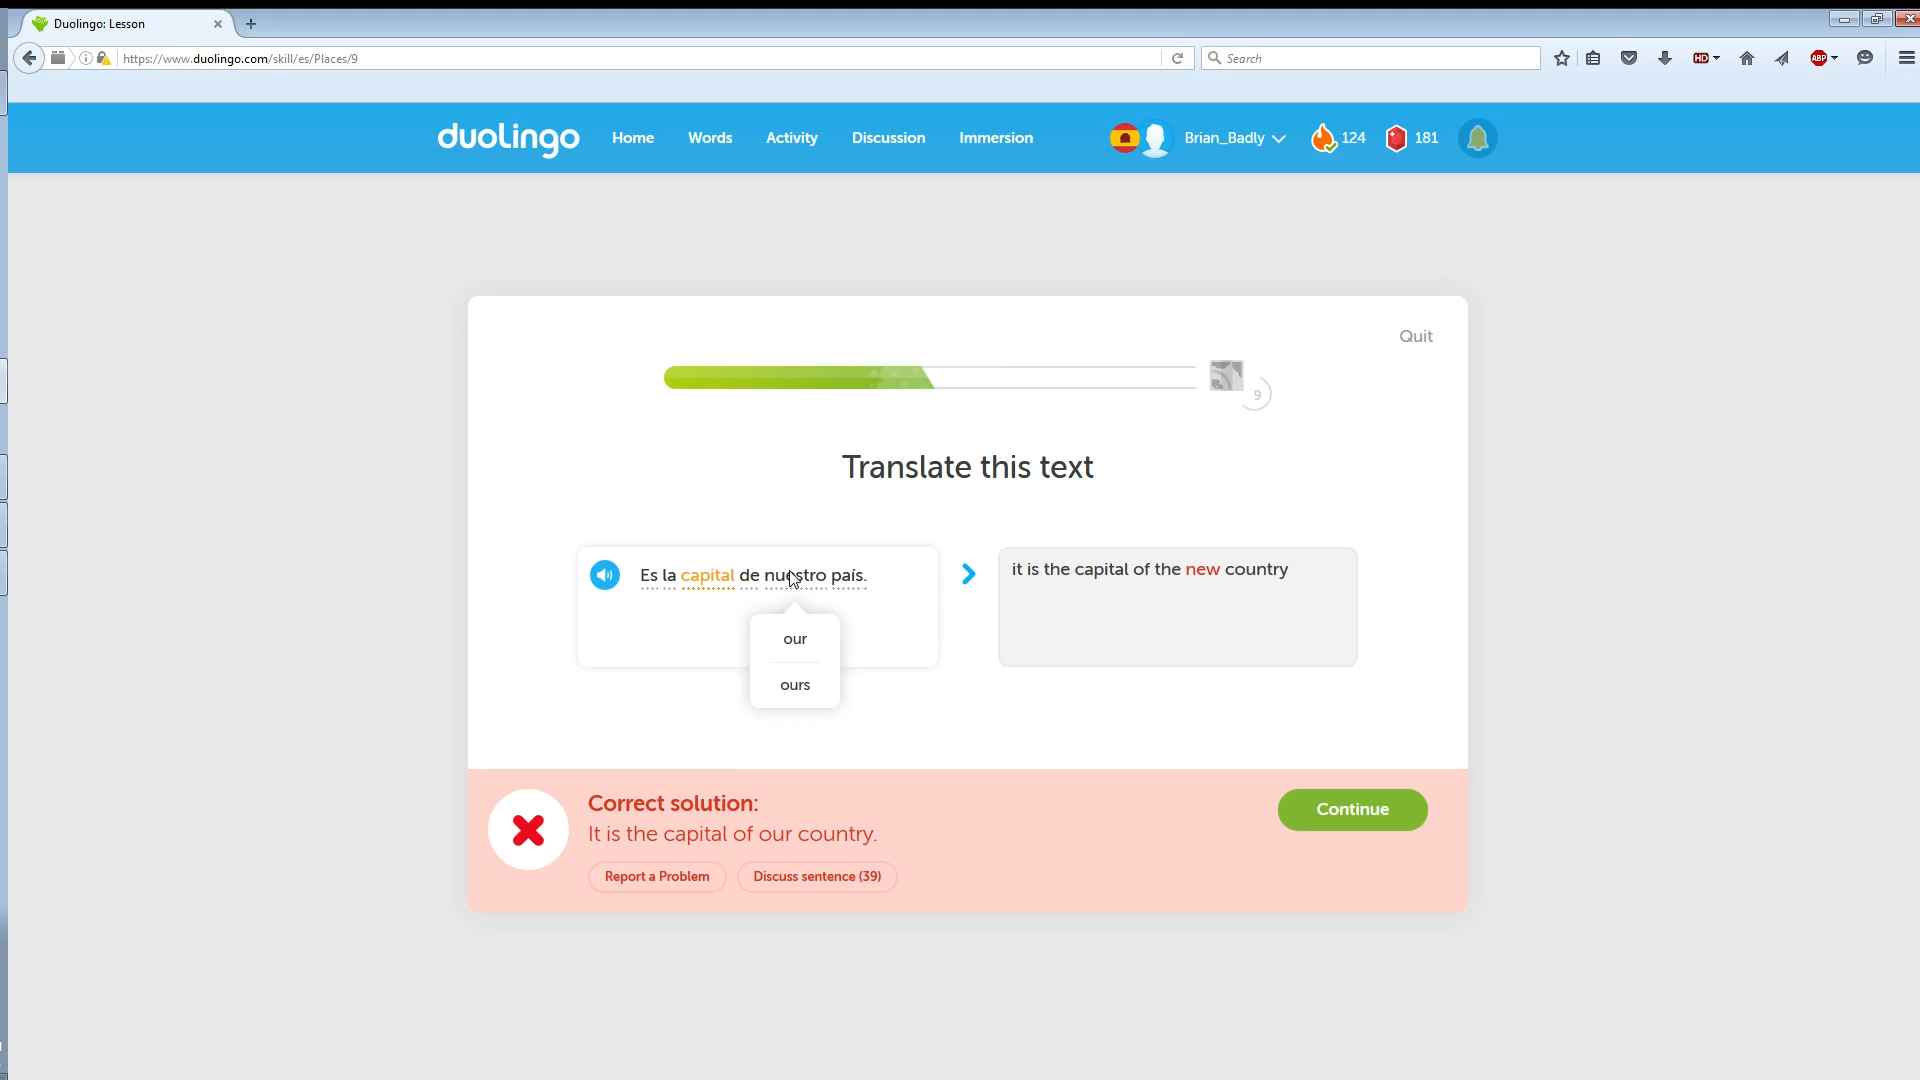 Duolingo: Lesson
https://www.duolingo.com/skill/es/Places/9
Search
HD
ABP
duolingo
Home
Words
Activity
Discussion
Immersion
Brian_Badly
124
181
Quit
9
Translate this text
Es la capital de nuestro país.
it is the capital of the new country
our
ours
Correct solution:
It is the capital of our country.
Continue
Report a Problem
Discuss sentence (39)